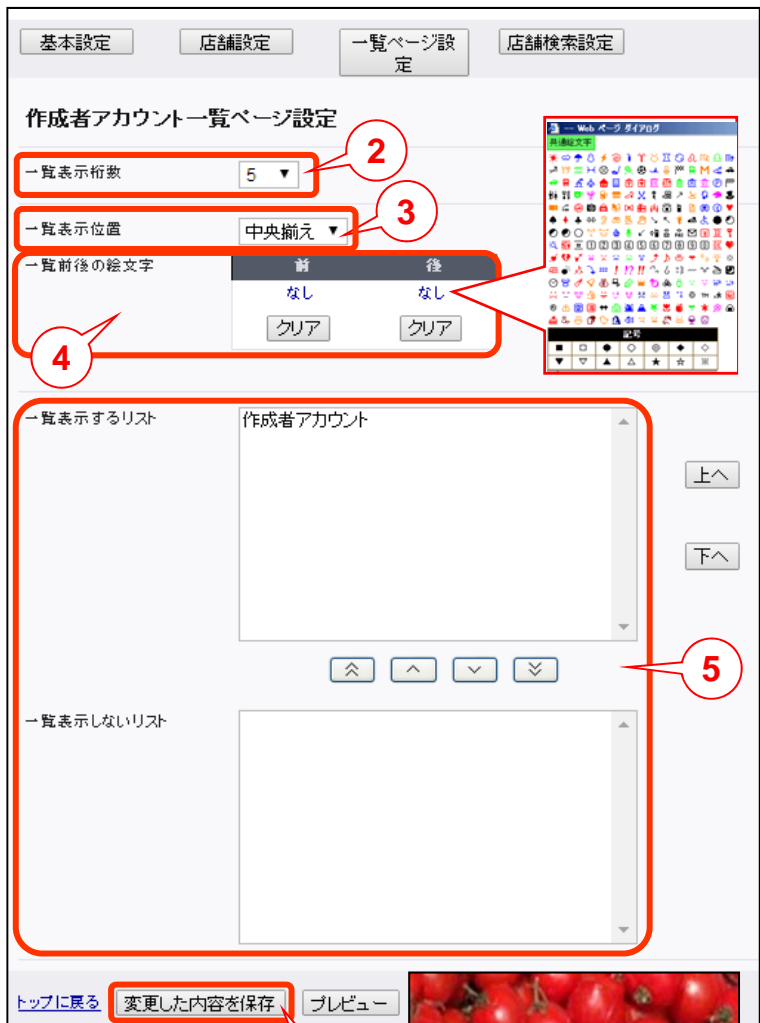 基本設定
店舗設定
一覧ページ設
定
店舗検索設定
作成者アカウント一覧ページ設定
-- Web ページ ダイアログ
共通絵文字
2
一覧表示桁数
5 ▼
3
一覧表示位置
中央揃え ▼
一覧前後の絵文字
前
後
なし
なし
クリア
クリア
4
記号
■ □ ● ○ ◎ ◆ ◇
▼ ▽ ▲ △ ★ ☆ ※
一覧表示するリスト
作成者アカウント
上へ
下へ
5
一覧表示しないリスト
トップに戻る
変更した内容を保存
プレビュー